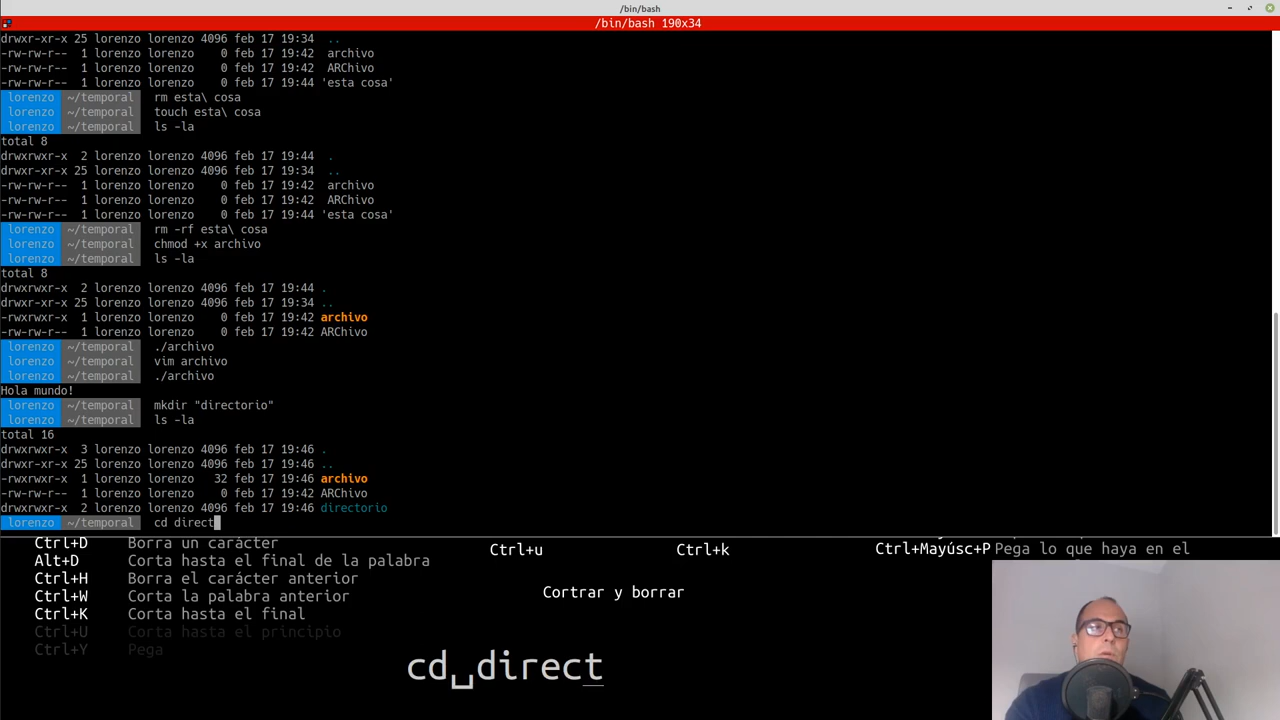 /bin/bash
/bin/bash 190x34
drwxr-xr-x 25 lorenzo lorenzo 4096 feb 17 19:34 ..
-rw-rw-r-- 1 lorenzo lorenzo 0 feb 17 19:42 archivo
-rw-rw-r-- 1 lorenzo lorenzo 0 feb 17 19:42 ARChivo
-rw-rw-r-- 1 lorenzo lorenzo 0 feb 17 19:44 'esta cosa'
lorenzo ~/temporal rm esta\ cosa
lorenzo ~/temporal touch esta\ cosa
lorenzo ~/temporal ls -la
total 8
drwxrwxr-x 2 lorenzo lorenzo 4096 feb 17 19:44 .
drwxr-xr-x 25 lorenzo lorenzo 4096 feb 17 19:34 ..
-rw-rw-r-- 1 lorenzo lorenzo 0 feb 17 19:42 archivo
-rw-rw-r-- 1 lorenzo lorenzo 0 feb 17 19:42 ARChivo
-rw-rw-r-- 1 lorenzo lorenzo 0 feb 17 19:44 'esta cosa'
lorenzo ~/temporal rm -rf esta\ cosa
lorenzo ~/temporal chmod +x archivo
lorenzo ~/temporal ls -la
total 8
drwxrwxr-x 2 lorenzo lorenzo 4096 feb 17 19:44 .
drwxr-xr-x 25 lorenzo lorenzo 4096 feb 17 19:34 ..
-rwxrwxr-x 1 lorenzo lorenzo 0 feb 17 19:42 archivo
-rw-rw-r-- 1 lorenzo lorenzo 0 feb 17 19:42 ARChivo
lorenzo ~/temporal ./archivo
lorenzo ~/temporal vim archivo
lorenzo ~/temporal ./archivo
Hola mundo!
lorenzo ~/temporal mkdir "directorio"
lorenzo ~/temporal ls -la
total 16
drwxrwxr-x 3 lorenzo lorenzo 4096 feb 17 19:46 .
drwxr-xr-x 25 lorenzo lorenzo 4096 feb 17 19:46 ..
-rwxrwxr-x 1 lorenzo lorenzo 32 feb 17 19:46 archivo
-rw-rw-r-- 1 lorenzo lorenzo 0 feb 17 19:42 ARChivo
drwxrwxr-x 2 lorenzo lorenzo 4096 feb 17 19:46 directorio
lorenzo ~/temporal cd direct
Ctrl+D Borra un carácter
Alt+D Corta hasta el final de la palabra
Ctrl+H Borra el carácter anterior
Ctrl+W Corta la palabra anterior
Ctrl+K Corta hasta el final
Ctrl+U Corta hasta el principio
Ctrl+Y Pega
Ctrl+u Ctrl+k
Cortrar y borrar
Ctrl+Mayúsc+P Pega lo que haya en el
cd␣direct